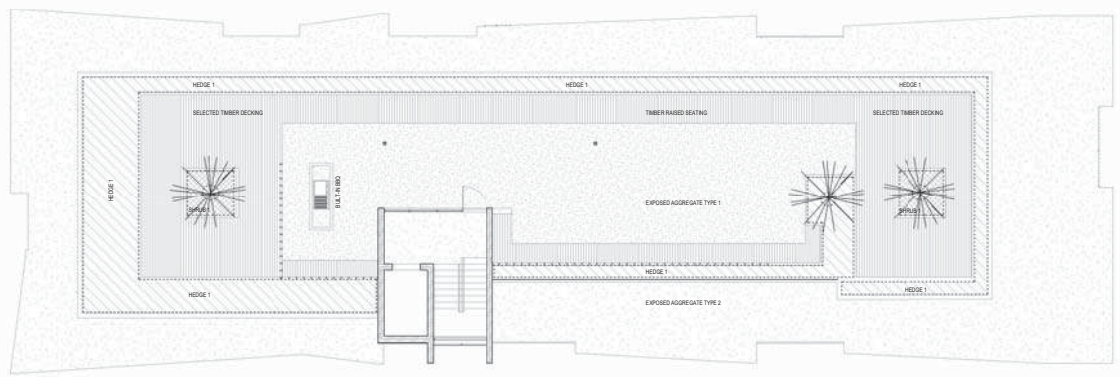 HEDGE 1
HEDGE 1
HEDGE 1
SELECTED TIMBER DECKING
TIMBER RAISED SEATING
SELECTED TIMBER DECKING
HEDGE 1
BUILT-IN BBQ
SHRUB 1
EXPOSED AGGREGATE TYPE 1
SHRUB 1
HEDGE 1
HEDGE 1
HEDGE 1
EXPOSED AGGREGATE TYPE 2